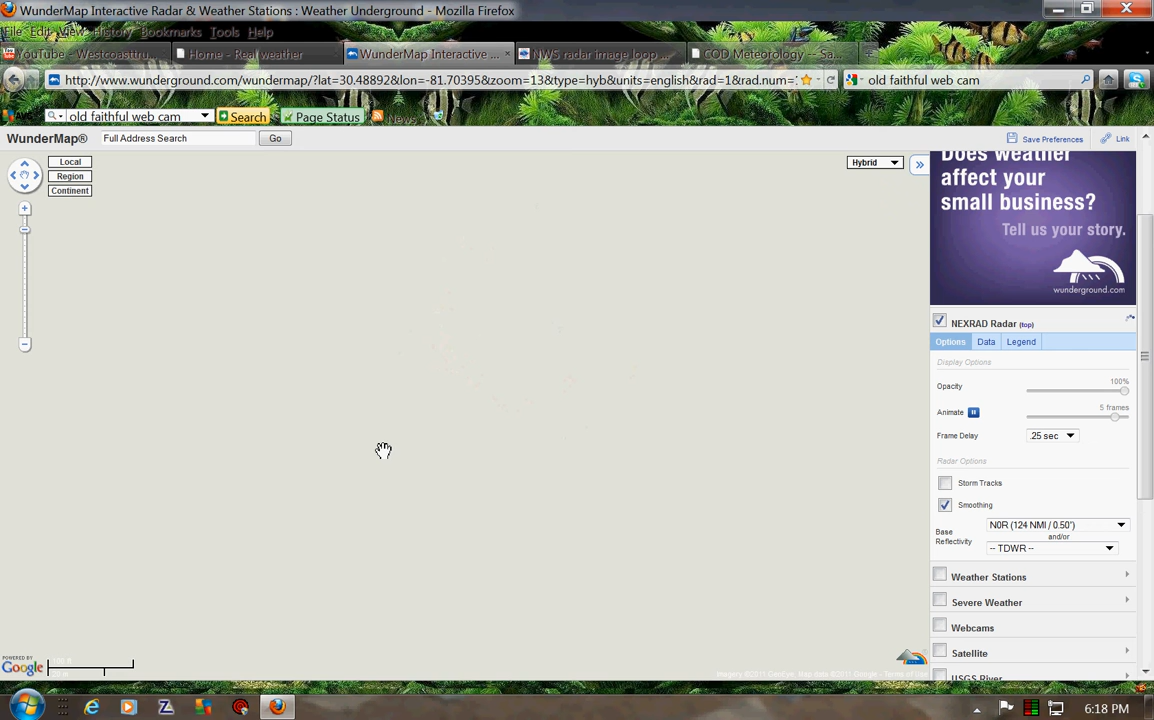 WunderMap Interactive Radar & Weather Stations : Weather Underground - Mozilla Firefox
File Edit View History Bookmarks Tools Help
YouTube - Westcoasttru...
Home - Real weather
WunderMap Interactive ...
NWS radar image loop ...
COD Meteorology -- Sa...
http://www.wunderground.com/wundermap/?lat=30.48892&lon=-81.70395&zoom=13&type=hyb&units=english&rad=1&rad.num=
old faithful web cam
AVG
old faithful web cam
Search
Page Status
News
WunderMap®
Full Address Search
Go
Save Preferences
Link
Local
Region
Continent
Hybrid
Does weather
affect your
small business?
Tell us your story.
wunderground.com
NEXRAD Radar (top)
Options
Data
Legend
Display Options
Opacity
100%
Animate
5 frames
Frame Delay
.25 sec
Radar Options
Storm Tracks
Smoothing
Base
Reflectivity
N0R (124 NMI / 0.50°)
and/or
-- TDWR --
Weather Stations
Severe Weather
Webcams
Satellite
USGS River
POWERED BY
Google
6:18 PM